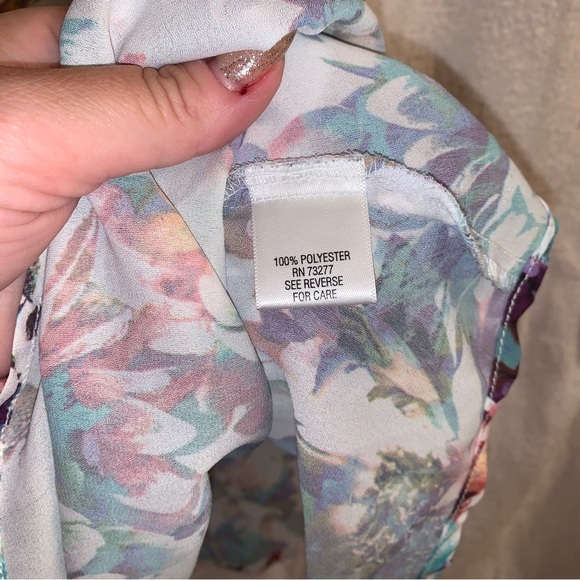 100% POLYESTER
RN 73277
SEE REVERSE
FOR CARE